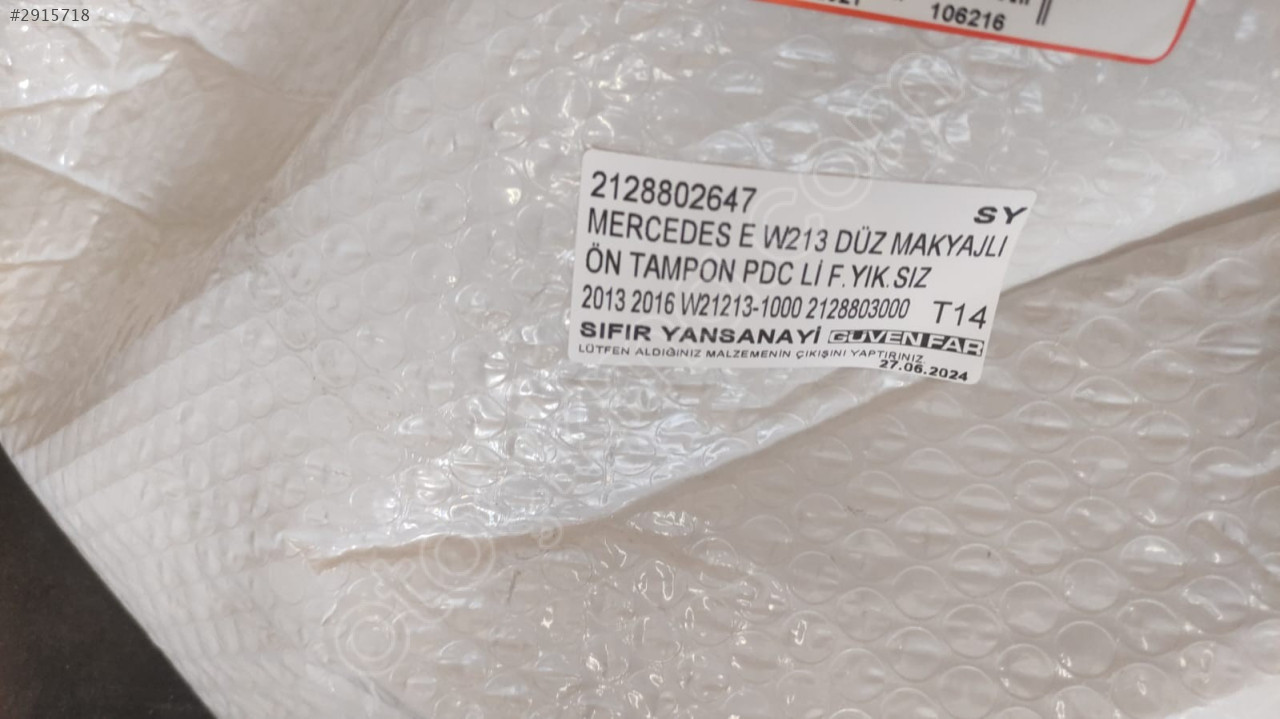 #2915718
106216
2128802647
SY
MERCEDES E W213 DÜZ MAKYAJLI
ÖN TAMPON PDC Lİ F.YIK.SIZ
2013 2016 W21213-1000 2128803000 T14
SIFIR YANSANAYİ GÜVEN FAR
LÜTFEN ALDIĞINIZ MALZEMENİN ÇIKIŞINI YAPTIRINIZ.
27.06.2024